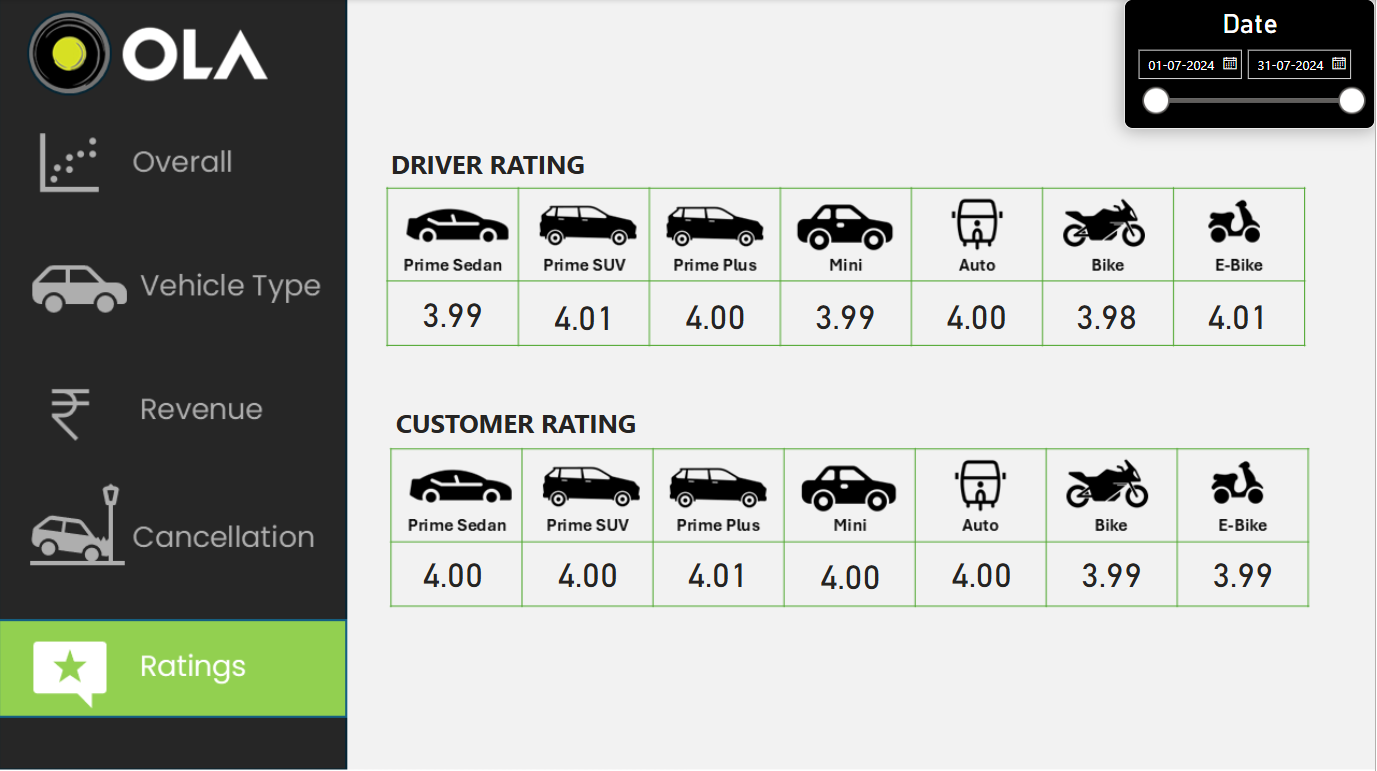 OLA
Overall
Vehicle Type
Revenue
Cancellation
Ratings
Date
01-07-2024 31-07-2024
DRIVER RATING
Prime Sedan Prime SUV Prime Plus Mini Auto Bike E-Bike
3.99 4.01 4.00 3.99 4.00 3.98 4.01
CUSTOMER RATING
Prime Sedan Prime SUV Prime Plus Mini Auto Bike E-Bike
4.00 4.00 4.01 4.00 4.00 3.99 3.99